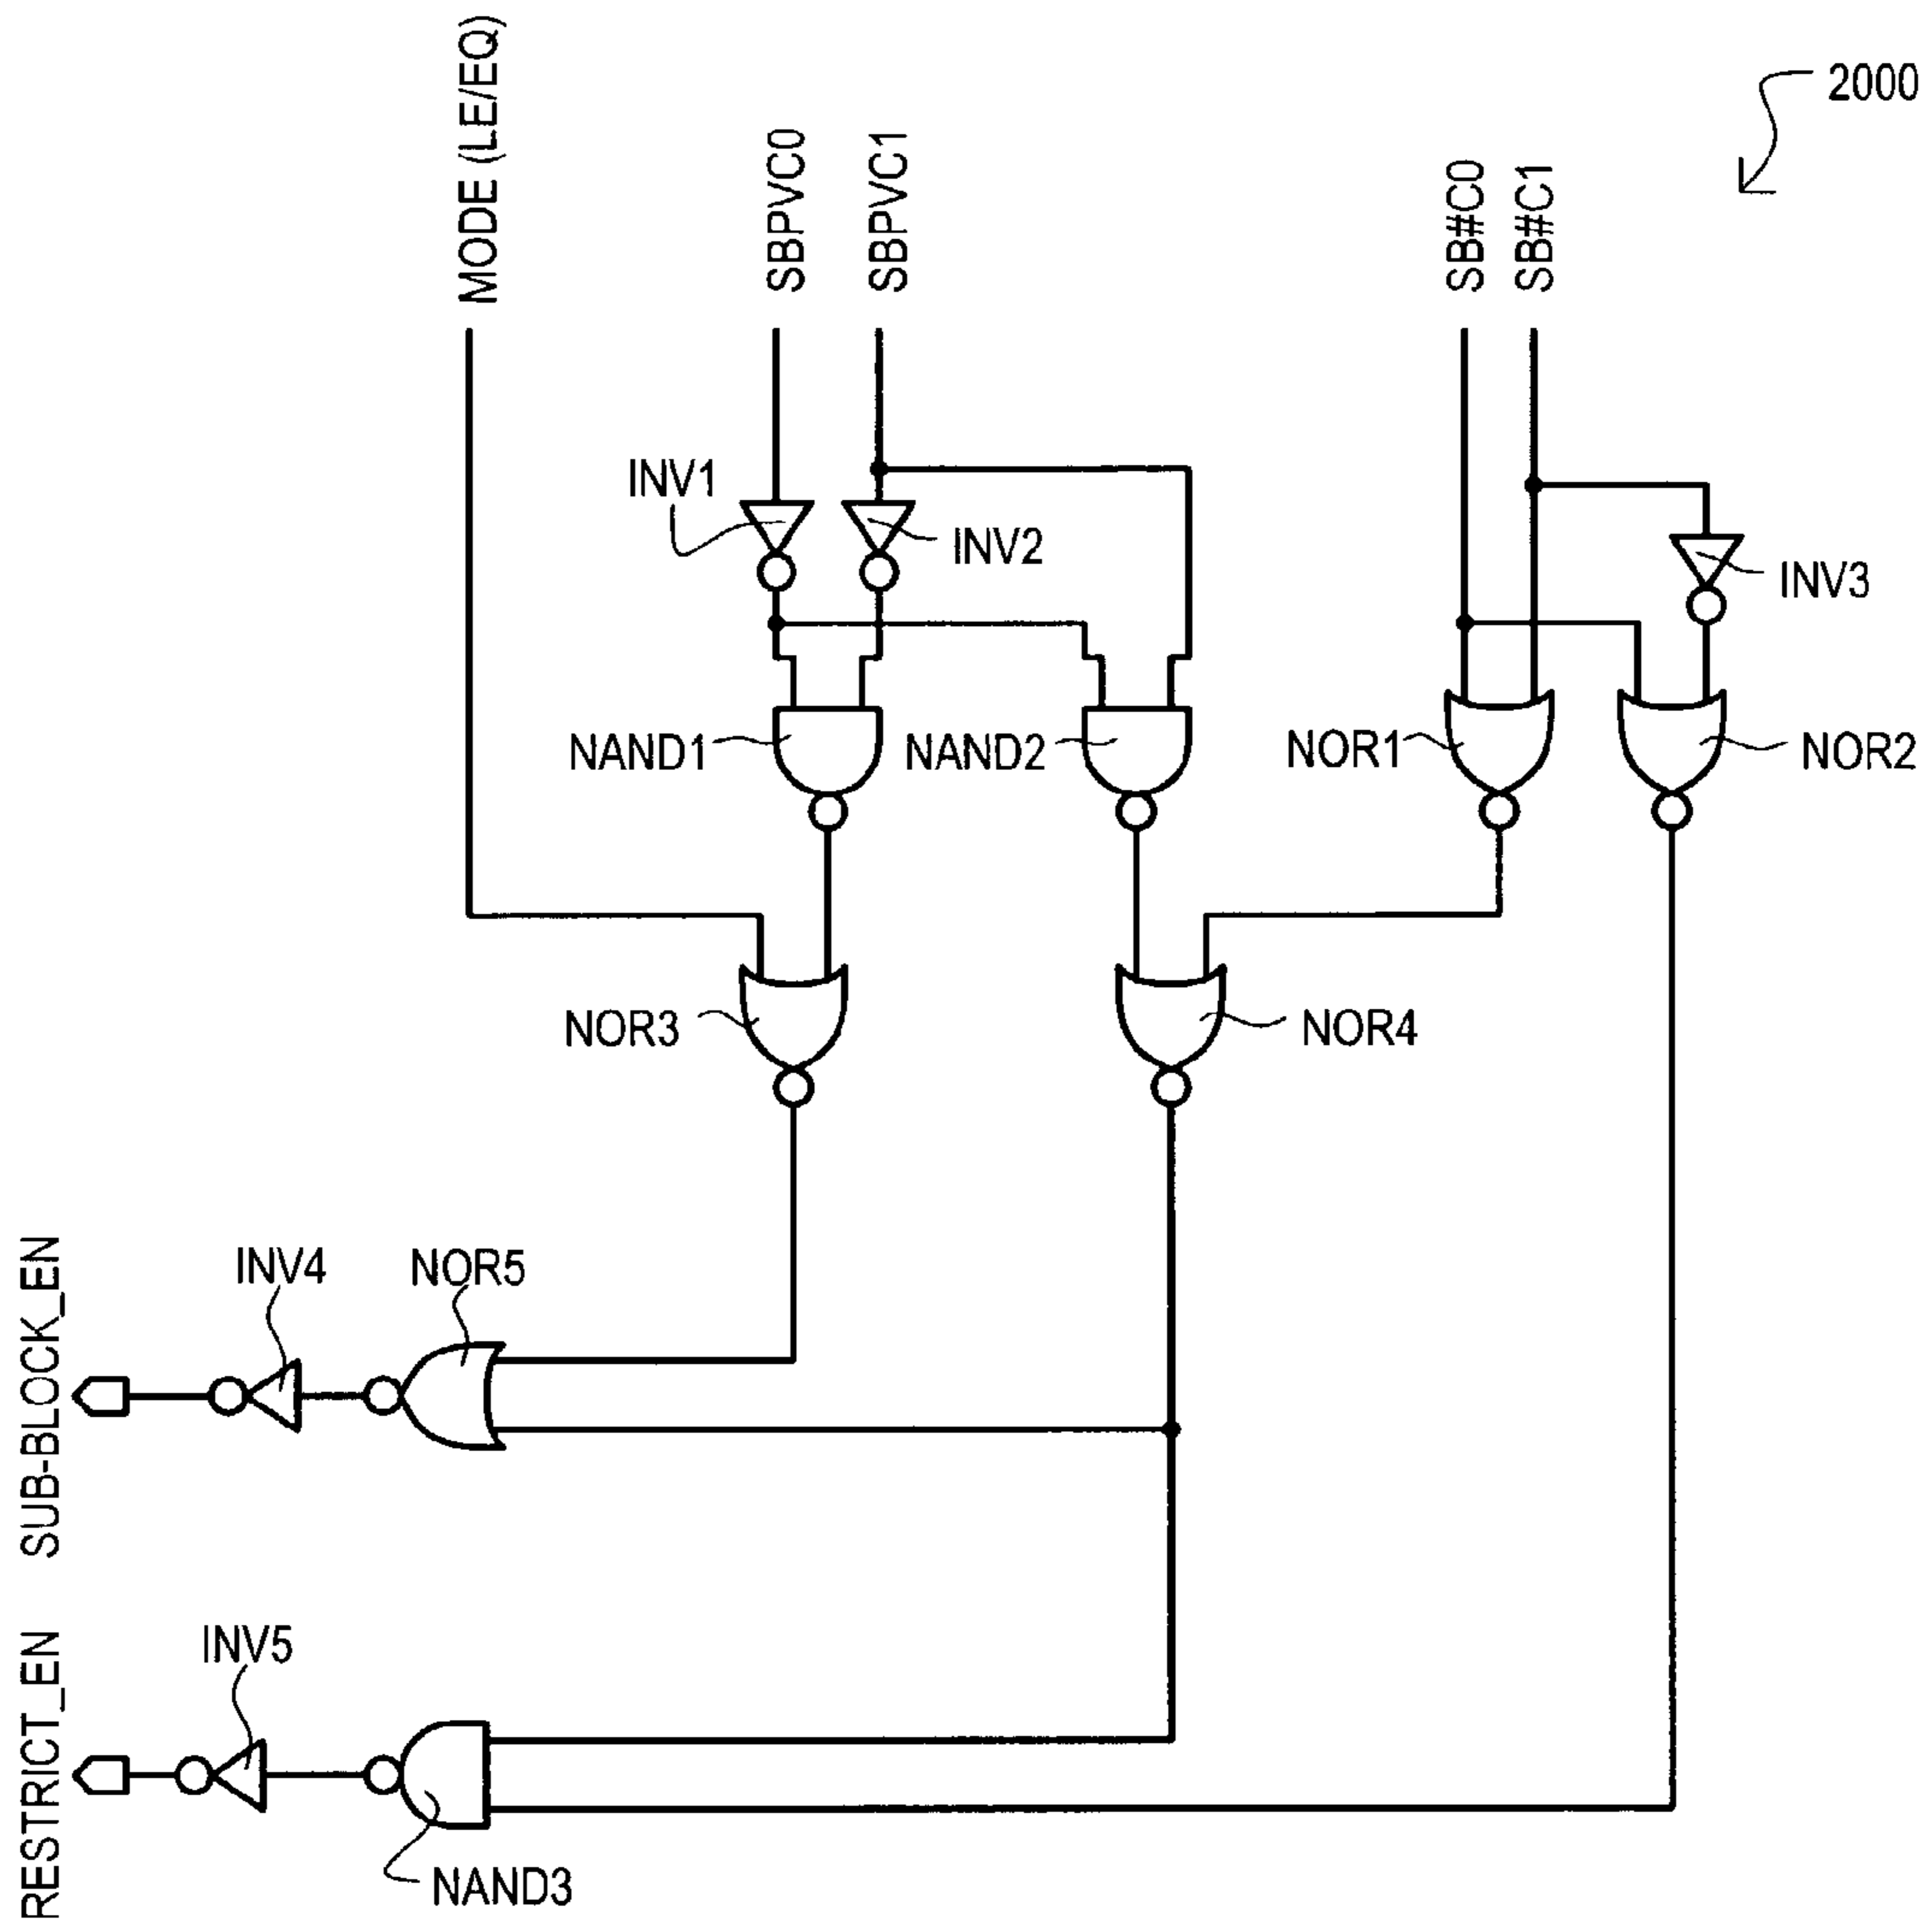 MODE (LE/EQ)
SBPVC0
SBPVC1
SB#C0
SB#C1
2000
INV1
INV2
INV3
NAND1
NAND2
NOR1
NOR2
NOR3
NOR4
SUB-BLOCK_EN
INV4
NOR5
RESTRICT_EN
INV5
NAND3